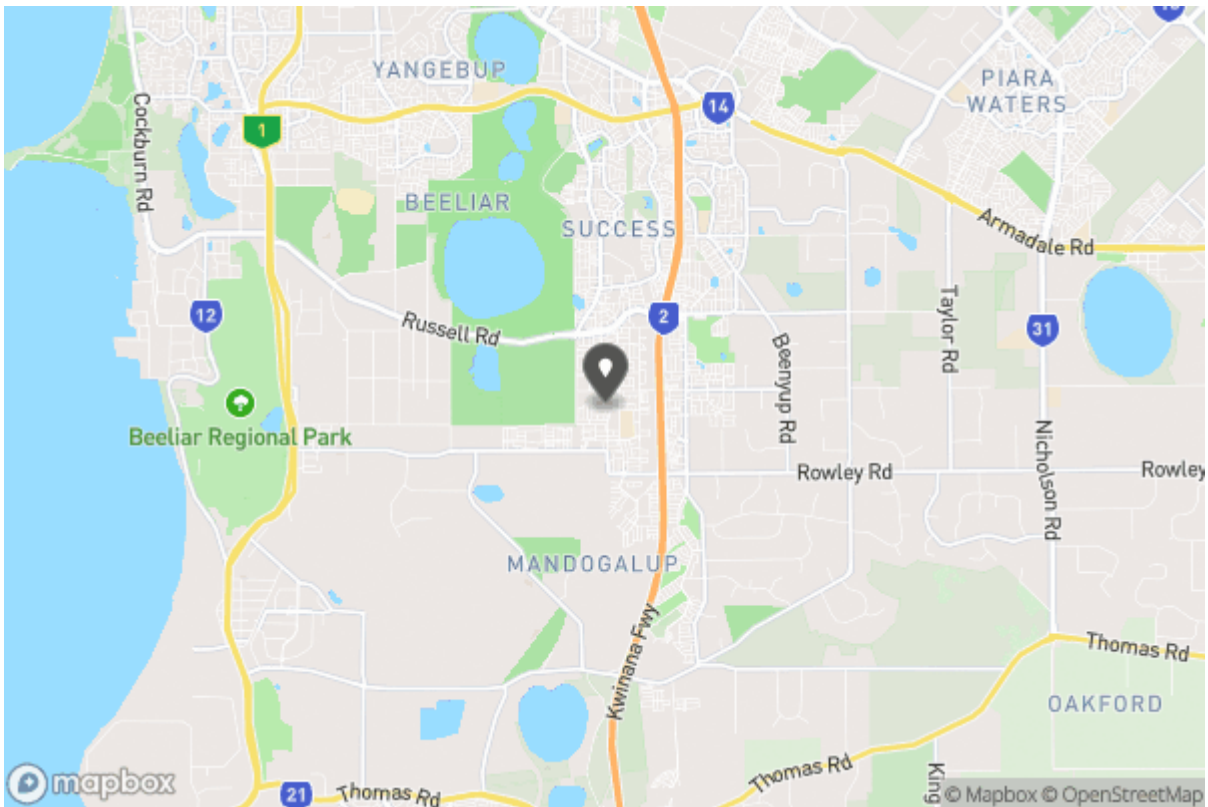 YANGEBUP
PIARA
WATERS
14
1
Cockburn Rd
BEELIAR
SUCCESS
Armadale Rd
12
Russell Rd
2
Taylor Rd
31
Beenyup Rd
Beeliar Regional Park
Nicholson Rd
Rowley Rd
Rowley
MANDOGALUP
Kwinana Fwy
Thomas Rd
OAKFORD
Thomas Rd
King
21
Thomas Rd
mapbox
© Mapbox © OpenStreetMap